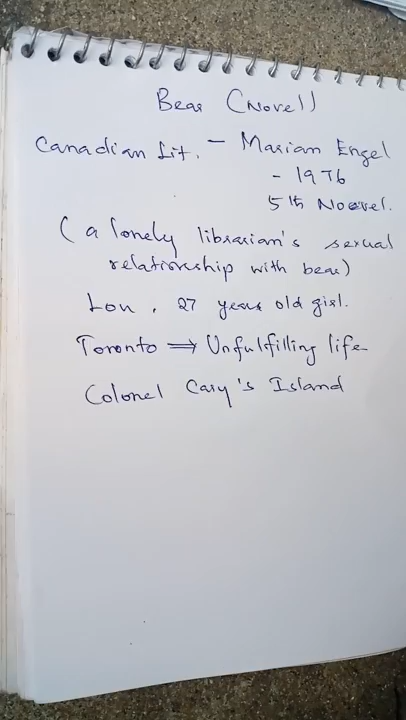 Bear (Novel)
Canadian Lit. - Marian Engel
- 1976
5th Noovel.
(a lonely librarian's sexual
relationship with bear)
Lou, 27 years old girl.
Toronto ⇒ Unfulfilling life
Colonel Cary's Island